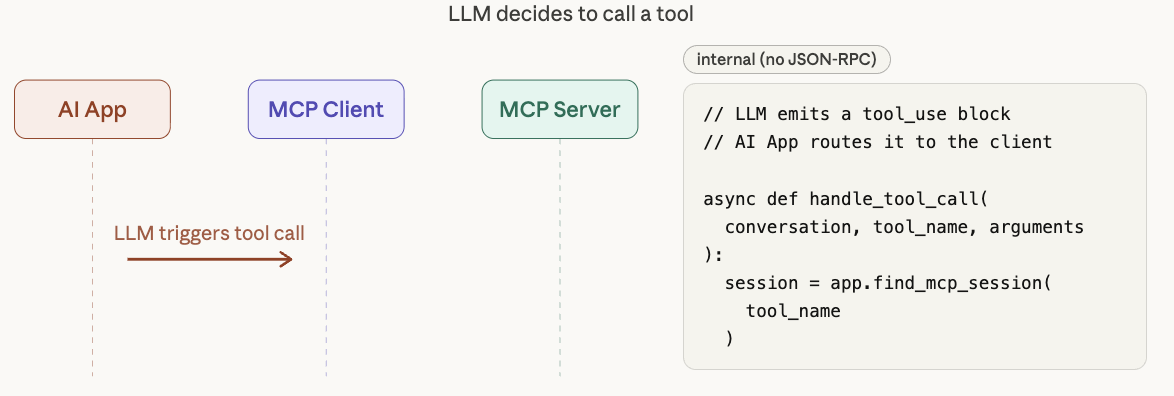 LLM decides to call a tool
internal (no JSON-RPC)
AI App
MCP Client
MCP Server
LLM triggers tool call
// LLM emits a tool_use block
// AI App routes it to the client

async def handle_tool_call(
  conversation, tool_name, arguments
):
  session = app.find_mcp_session(
    tool_name
  )